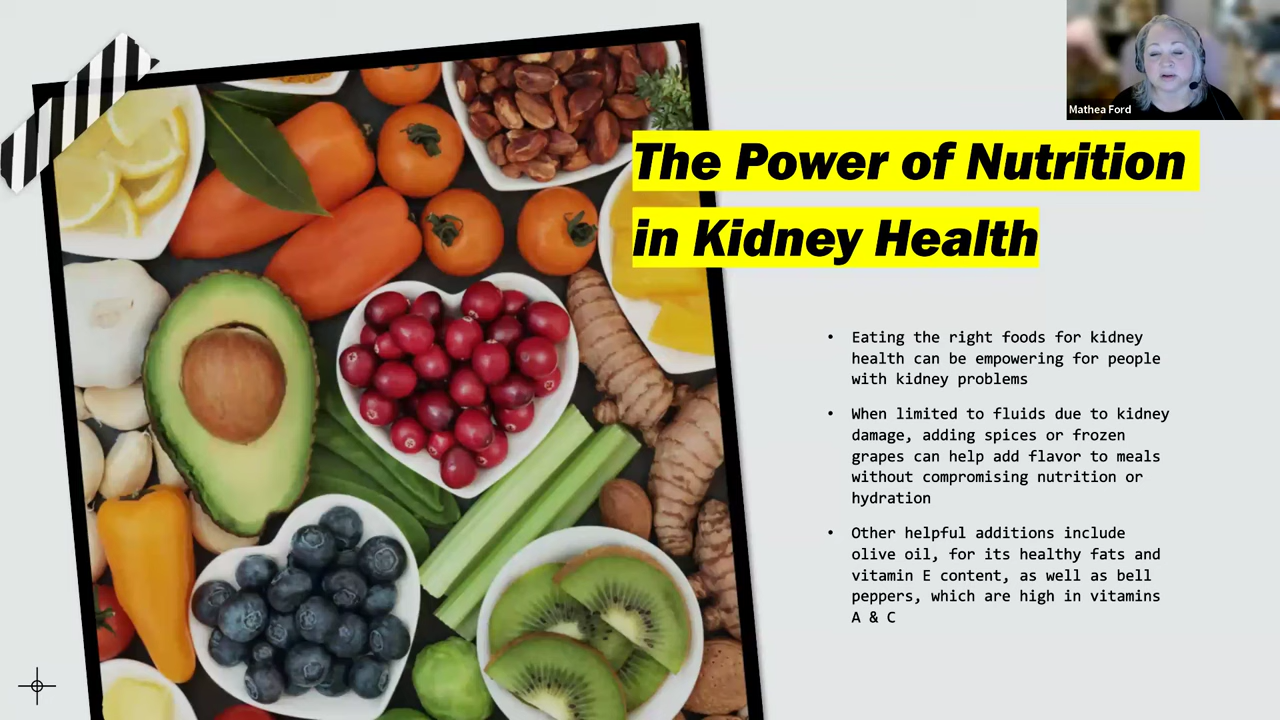 Mathea Ford
The Power of Nutrition
in Kidney Health
• Eating the right foods for kidney
health can be empowering for people
with kidney problems
• When limited to fluids due to kidney
damage, adding spices or frozen
grapes can help add flavor to meals
without compromising nutrition or
hydration
• Other helpful additions include
olive oil, for its healthy fats and
vitamin E content, as well as bell
peppers, which are high in vitamins
A & C